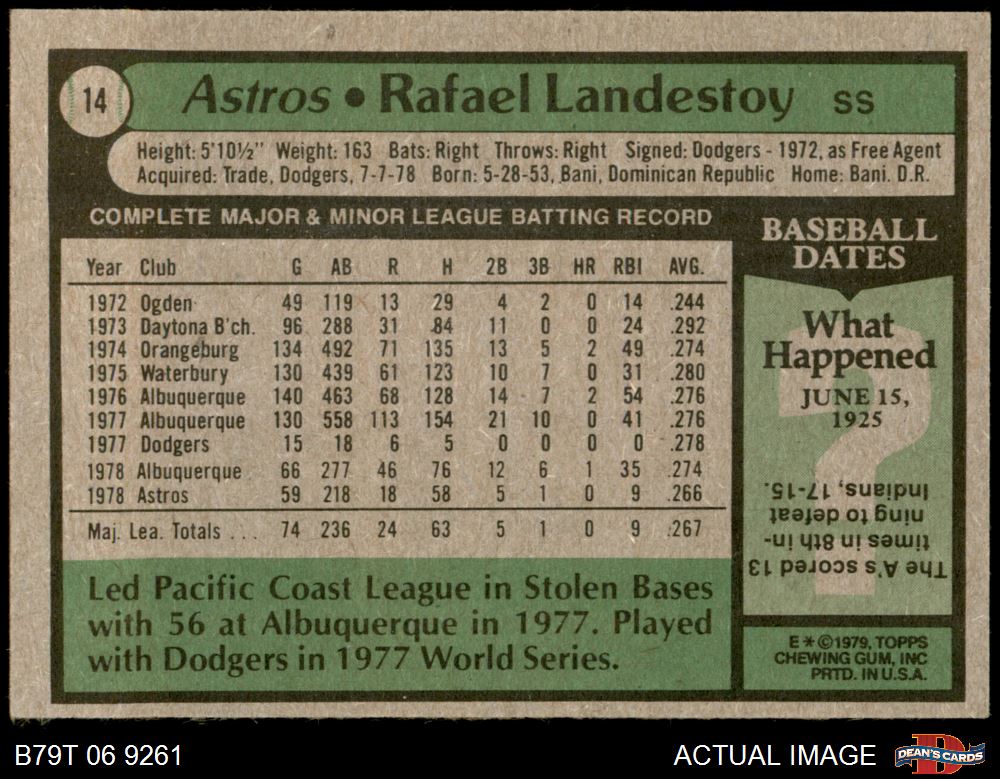 14
Astros • Rafael Landestoy SS
Height: 5'10½" Weight: 163 Bats: Right Throws: Right Signed: Dodgers - 1972, as Free Agent
Acquired: Trade, Dodgers, 7-7-78 Born: 5-28-53, Bani, Dominican Republic Home: Bani. D.R.
COMPLETE MAJOR & MINOR LEAGUE BATTING RECORD
Year Club G AB R H 2B 3B HR RBI AVG.
1972 Ogden 49 119 13 29 4 2 0 14 .244
1973 Daytona B'ch. 96 288 31 84 11 0 0 24 .292
1974 Orangeburg 134 492 71 135 13 5 2 49 .274
1975 Waterbury 130 439 61 123 10 7 0 31 .280
1976 Albuquerque 140 463 68 128 14 7 2 54 .276
1977 Albuquerque 130 558 113 154 21 10 0 41 .276
1977 Dodgers 15 18 6 5 0 0 0 0 .278
1978 Albuquerque 66 277 46 76 12 6 1 35 .274
1978 Astros 59 218 18 58 5 1 0 9 .266
Maj. Lea. Totals ... 74 236 24 63 5 1 0 9 .267
Led Pacific Coast League in Stolen Bases
with 56 at Albuquerque in 1977. Played
with Dodgers in 1977 World Series.
BASEBALL
DATES
What
Happened
JUNE 15,
1925
?
The A's scored 13
times in 8th in-
ning to defeat
Indians, 17-15.
E*©1979, TOPPS
CHEWING GUM, INC
PRTD. IN U.S.A.
B79T 06 9261
ACTUAL IMAGE
D
DEAN'S CARDS